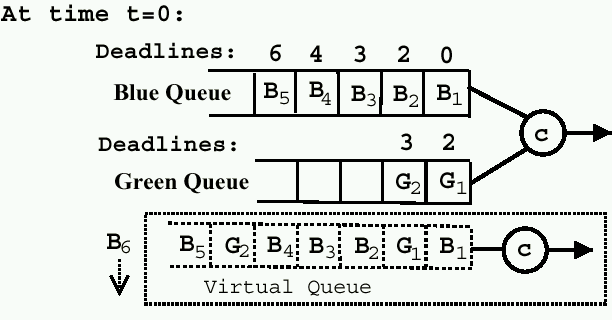 At time t=0:
Deadlines: 6 4 3 2 0
Blue Queue B5 B4 B3 B2 B1
c
Deadlines: 3 2
Green Queue G2 G1
B6 B5 G2 B4 B3 B2 G1 B1 c
Virtual Queue